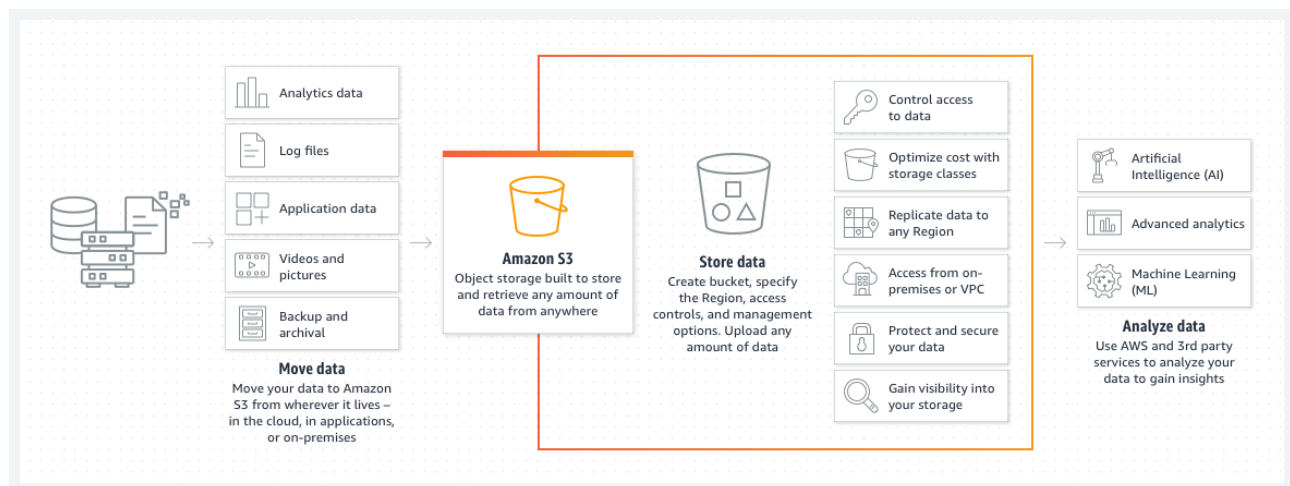 Analytics data
Log files
Application data
Videos and
pictures
Backup and
archival
Move data
Move your data to Amazon
S3 from wherever it lives –
in the cloud, in applications,
or on-premises
Amazon S3
Object storage built to store
and retrieve any amount of
data from anywhere
Store data
Create bucket, specify
the Region, access
controls, and management
options. Upload any
amount of data
Control access
to data
Optimize cost with
storage classes
Replicate data to
any Region
Access from on-
premises or VPC
Protect and secure
your data
Gain visibility into
your storage
Artificial
Intelligence (AI)
Advanced analytics
Machine Learning
(ML)
Analyze data
Use AWS and 3rd party
services to analyze your
data to gain insights